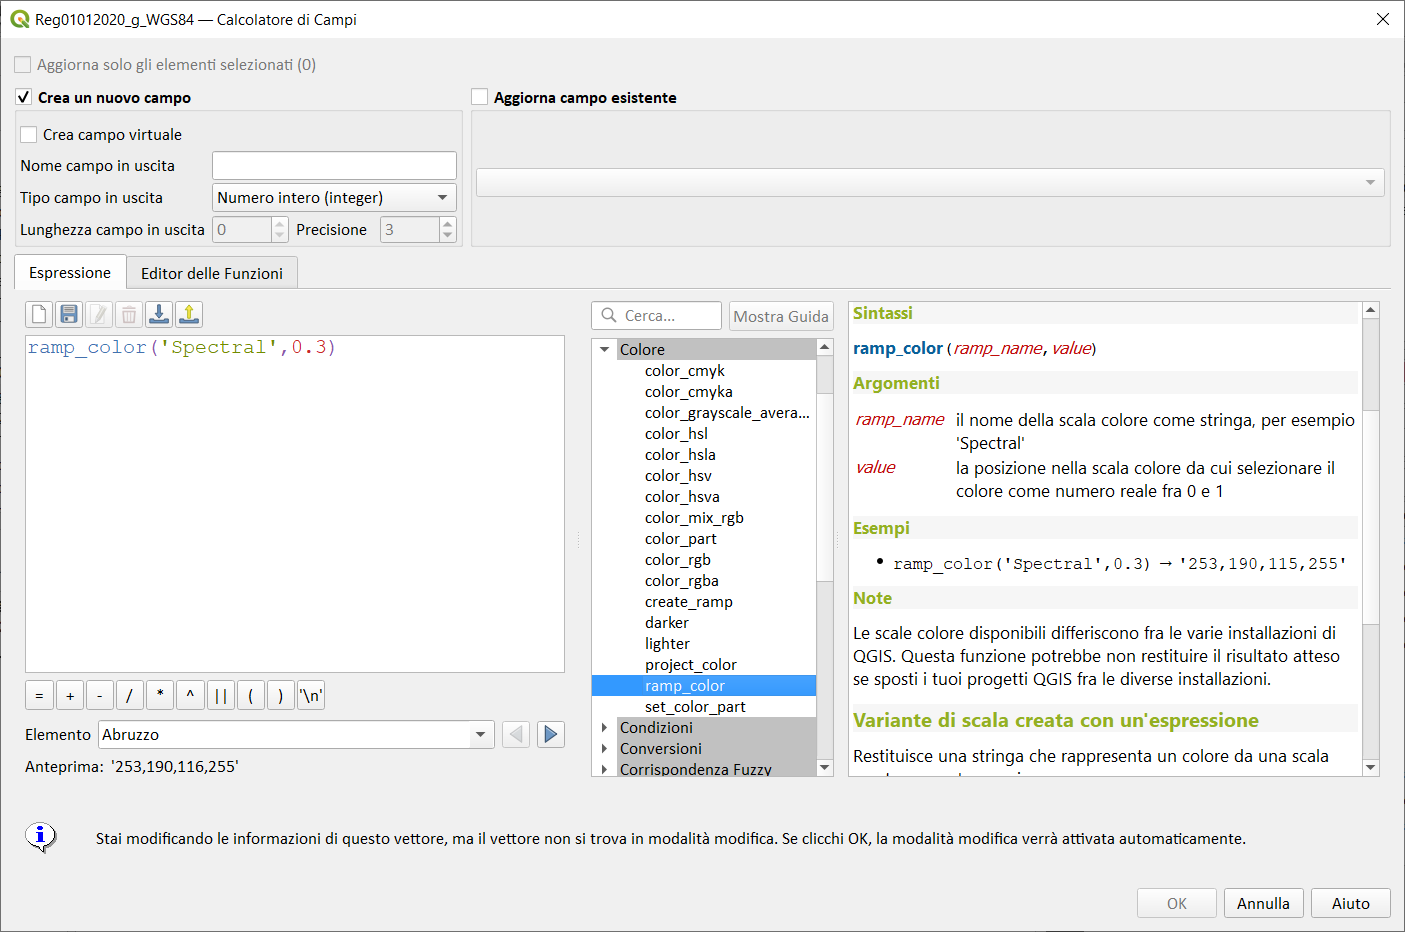 Reg01012020_g_WGS84 — Calcolatore di Campi
Aggiorna solo gli elementi selezionati (0)
Crea un nuovo campo
Aggiorna campo esistente
Crea campo virtuale
Nome campo in uscita
Tipo campo in uscita
Numero intero (integer)
Lunghezza campo in uscita
0
Precisione
3
Espressione
Editor delle Funzioni
ramp_color('Spectral',0.3)
= + - / * ^ || ( ) '\n'
Elemento
Abruzzo
Anteprima: '253,190,116,255'
Cerca...
Mostra Guida
Colore
color_cmyk
color_cmyka
color_grayscale_avera...
color_hsl
color_hsla
color_hsv
color_hsva
color_mix_rgb
color_part
color_rgb
color_rgba
create_ramp
darker
lighter
project_color
ramp_color
set_color_part
Condizioni
Conversioni
Corrispondenza Fuzzy
Sintassi
ramp_color(ramp_name,value)
Argomenti
ramp_name il nome della scala colore come stringa, per esempio
'Spectral'
value la posizione nella scala colore da cui selezionare il
colore come numero reale fra 0 e 1
Esempi
• ramp_color('Spectral',0.3) → '253,190,115,255'
Note
Le scale colore disponibili differiscono fra le varie installazioni di
QGIS. Questa funzione potrebbe non restituire il risultato atteso
se sposti i tuoi progetti QGIS fra le diverse installazioni.
Variante di scala creata con un'espressione
Restituisce una stringa che rappresenta un colore da una scala
Stai modificando le informazioni di questo vettore, ma il vettore non si trova in modalità modifica. Se clicchi OK, la modalità modifica verrà attivata automaticamente.
OK
Annulla
Aiuto